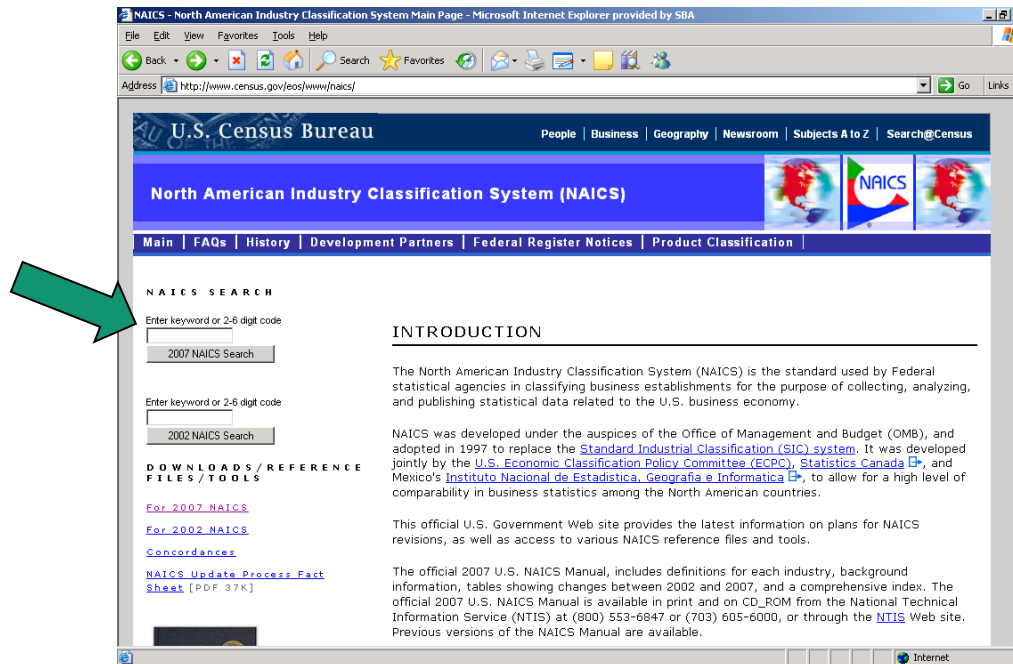 NAICS - North American Industry Classification System Main Page - Microsoft Internet Explorer provided by SBA
File Edit View Favorites Tools Help
Back Search Favorites
Address http://www.census.gov/eos/www/naics/ Go Links
U.S. Census Bureau
People | Business | Geography | Newsroom | Subjects A to Z | Search@Census
North American Industry Classification System (NAICS)
NAICS
Main | FAQs | History | Development Partners | Federal Register Notices | Product Classification |
NAICS SEARCH
Enter keyword or 2-6 digit code
2007 NAICS Search
Enter keyword or 2-6 digit code
2002 NAICS Search
DOWNLOADS/REFERENCE
FILES/TOOLS
For 2007 NAICS
For 2002 NAICS
Concordances
NAICS Update Process Fact
Sheet [PDF 37K]
INTRODUCTION
The North American Industry Classification System (NAICS) is the standard used by Federal
statistical agencies in classifying business establishments for the purpose of collecting, analyzing,
and publishing statistical data related to the U.S. business economy.
NAICS was developed under the auspices of the Office of Management and Budget (OMB), and
adopted in 1997 to replace the Standard Industrial Classification (SIC) system. It was developed
jointly by the U.S. Economic Classification Policy Committee (ECPC), Statistics Canada, and
Mexico's Instituto Nacional de Estadistica, Geografia e Informatica, to allow for a high level of
comparability in business statistics among the North American countries.
This official U.S. Government Web site provides the latest information on plans for NAICS
revisions, as well as access to various NAICS reference files and tools.
The official 2007 U.S. NAICS Manual, includes definitions for each industry, background
information, tables showing changes between 2002 and 2007, and a comprehensive index. The
official 2007 U.S. NAICS Manual is available in print and on CD_ROM from the National Technical
Information Service (NTIS) at (800) 553-6847 or (703) 605-6000, or through the NTIS Web site.
Previous versions of the NAICS Manual are available.
Internet